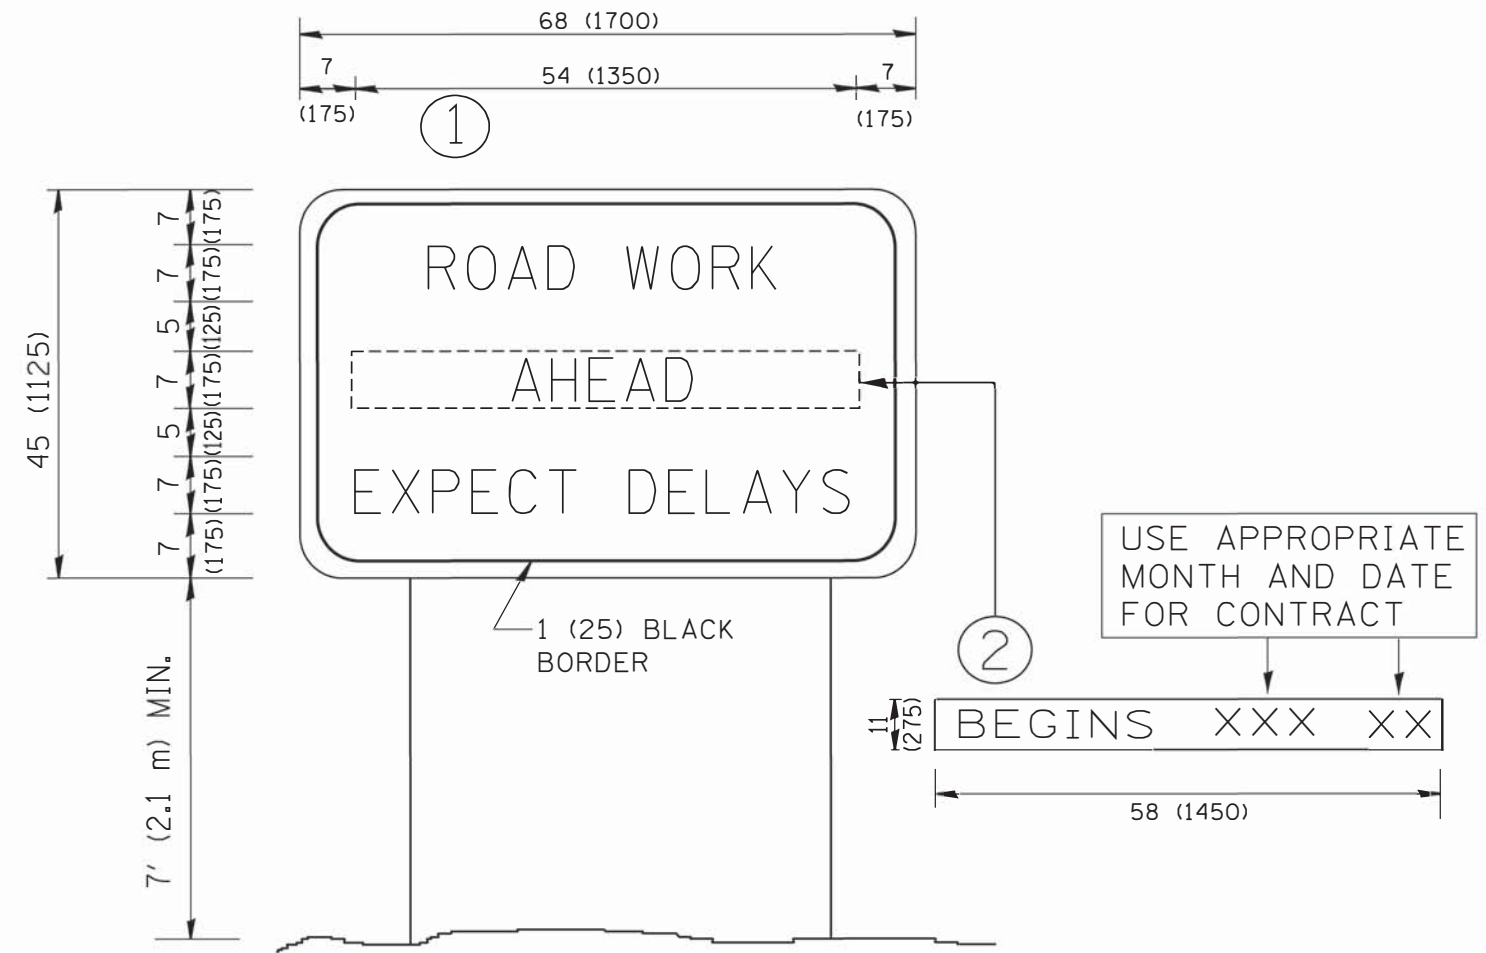 68 (1700)
7
54 (1350)
7
(175)
(175)
1
45 (1125)
7
(175)
7
(175)
5
(125)
7
(175)
5
(125)
7
(175)
7
(175)
ROAD WORK
AHEAD
EXPECT DELAYS
1 (25) BLACK
BORDER
7' (2.1 m) MIN.
2
USE APPROPRIATE
MONTH AND DATE
FOR CONTRACT
11
(275)
BEGINS XXX XX
58 (1450)